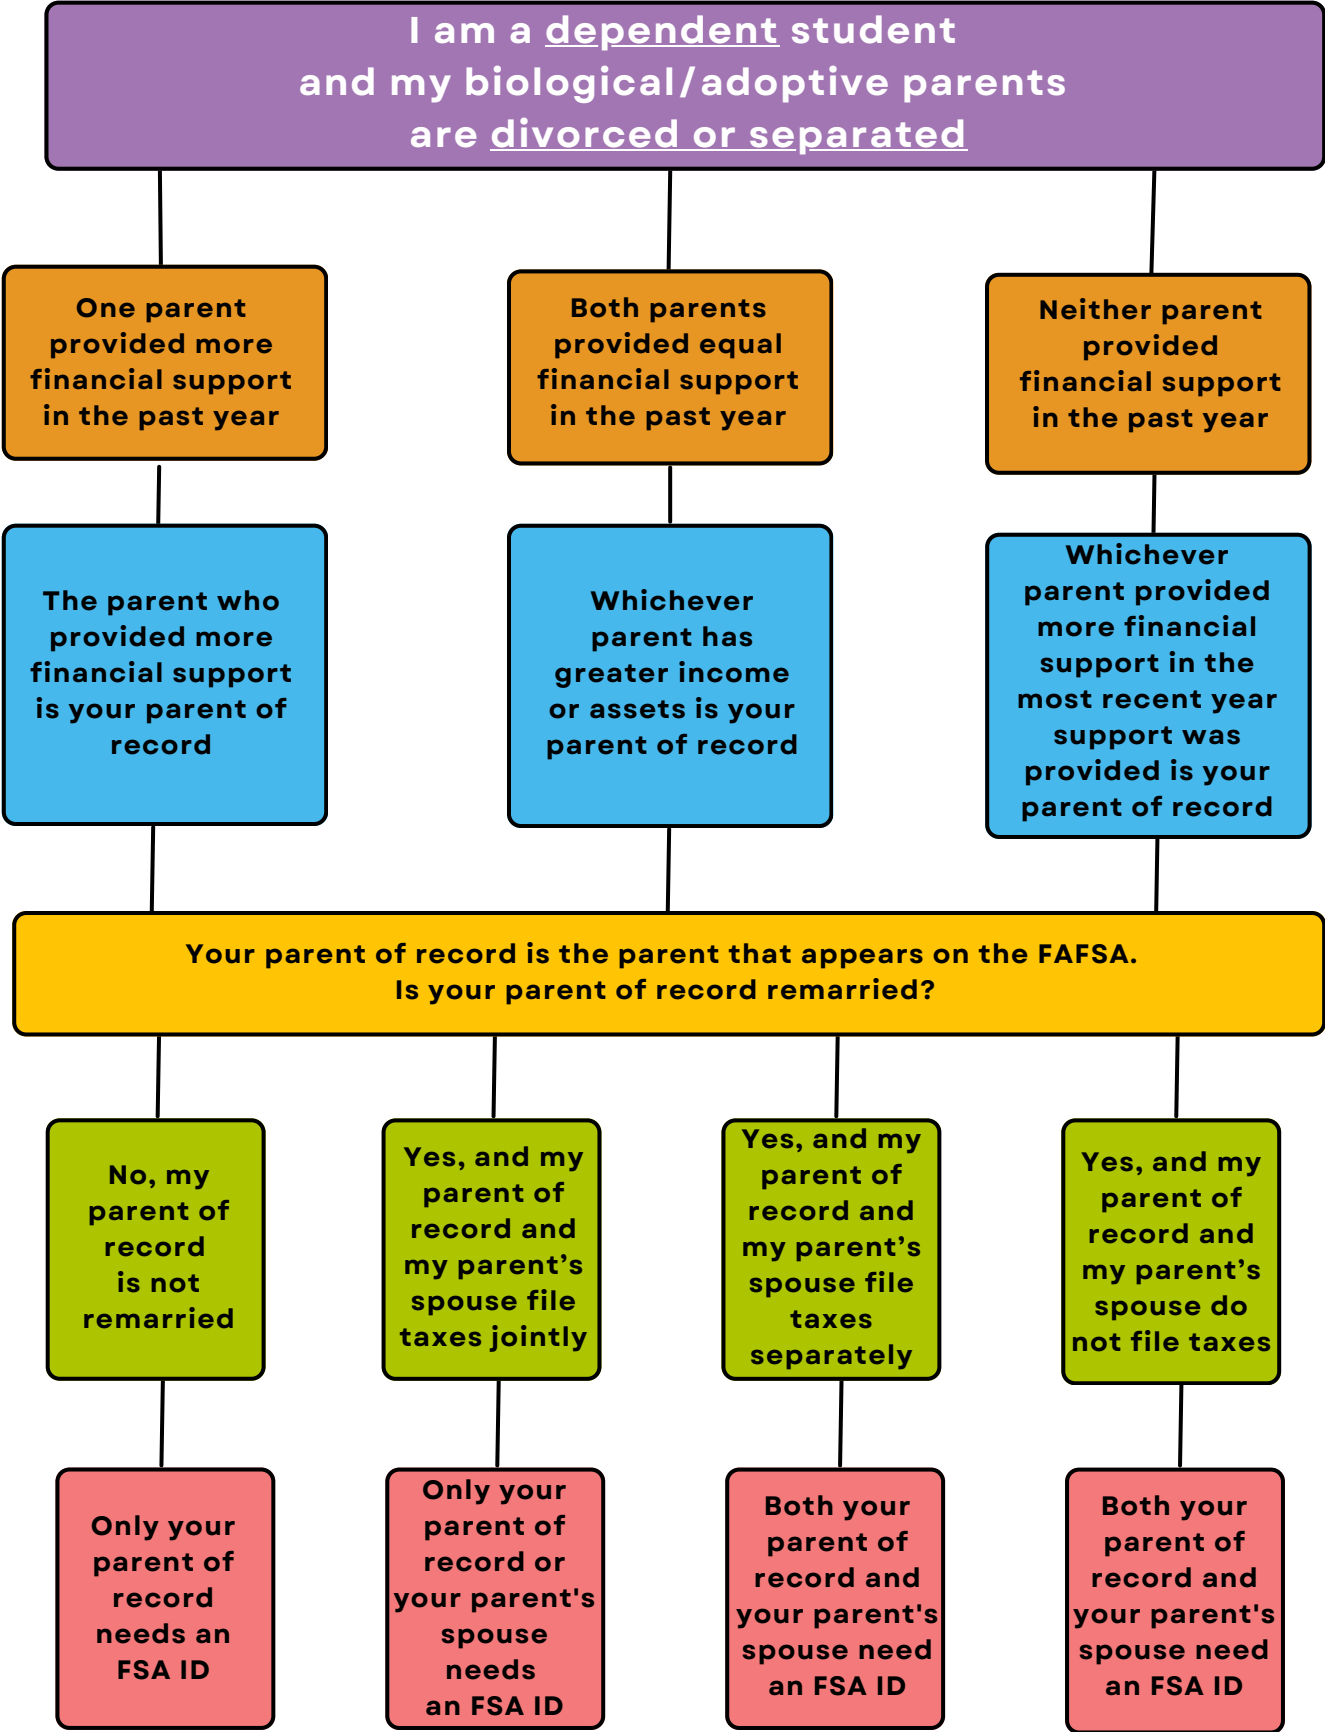 I am a dependent student
and my biological/adoptive parents
are divorced or separated
One parent
provided more
financial support
in the past year
Both parents
provided equal
financial support
in the past year
Neither parent
provided
financial support
in the past year
The parent who
provided more
financial support
is your parent of
record
Whichever
parent has
greater income
or assets is your
parent of record
Whichever
parent provided
more financial
support in the
most recent year
support was
provided is your
parent of record
Your parent of record is the parent that appears on the FAFSA.
Is your parent of record remarried?
No, my
parent of
record
is not
remarried
Yes, and my
parent of
record and
my parent’s
spouse file
taxes jointly
Yes, and my
parent of
record and
my parent’s
spouse file
taxes
separately
Yes, and my
parent of
record and
my parent’s
spouse do
not file taxes
Only your
parent of
record
needs an
FSA ID
Only your
parent of
record or
your parent's
spouse
needs
an FSA ID
Both your
parent of
record and
your parent's
spouse need
an FSA ID
Both your
parent of
record and
your parent's
spouse need
an FSA ID